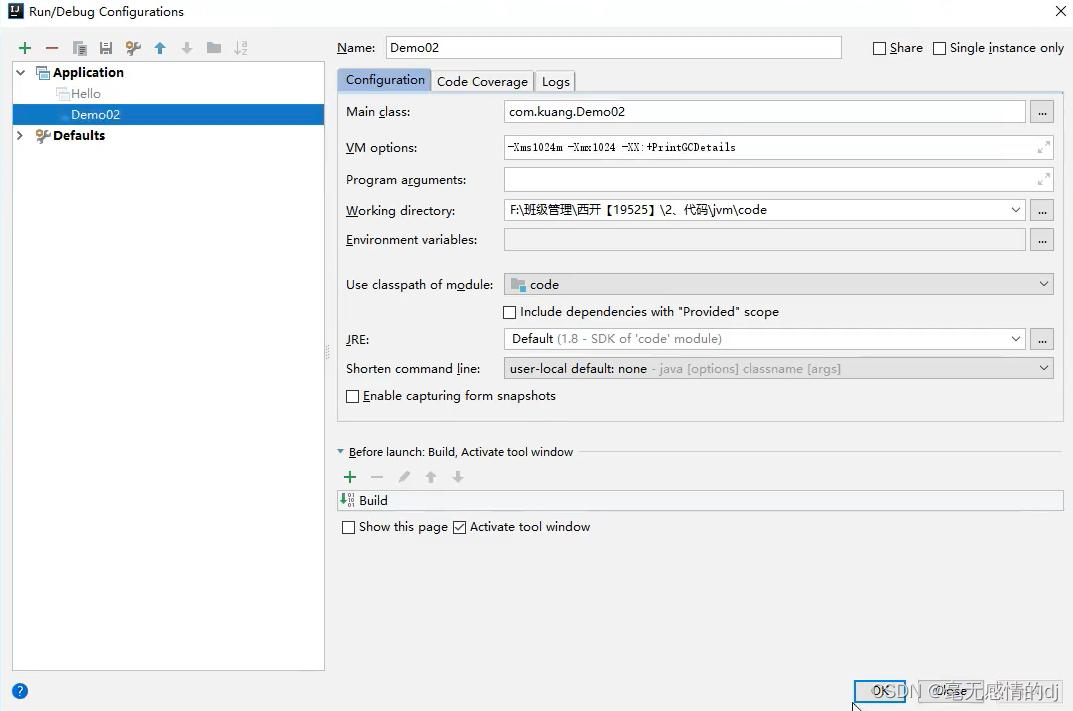 Run/Debug Configurations
Name: Demo02 Share Single instance only
Application
Hello
Demo02
Defaults
Configuration Code Coverage Logs
Main class: com.kuang.Demo02 ...
VM options: -Xms1024m -Xmx1024 -XX:+PrintGCDetails
Program arguments:
Working directory: F:\班级管理\西开【19525】\2、代码\jvm\code ...
Environment variables: ...
Use classpath of module: code
Include dependencies with "Provided" scope
JRE: Default (1.8 - SDK of 'code' module) ...
Shorten command line: user-local default: none - java [options] classname [args]
Enable capturing form snapshots
Before launch: Build, Activate tool window
Build
Show this page Activate tool window
? OK Close
CSDN @毫无感情的dj